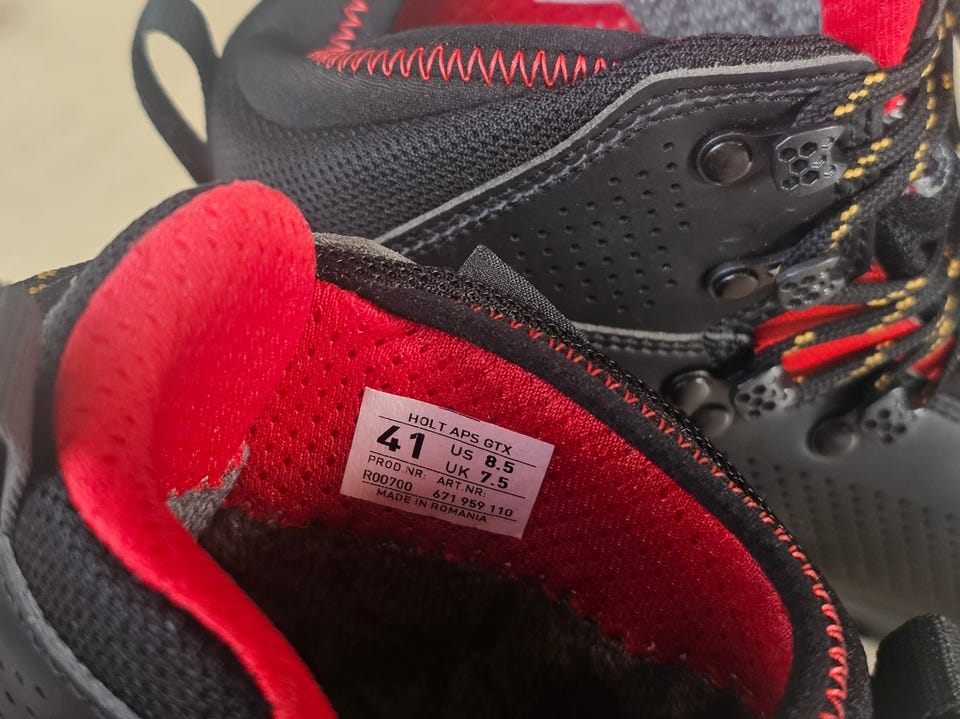 HOLT APS GTX
41 US 8.5
UK 7.5
PROD.NR: ART.NR:
R00700 671 959 110
MADE IN ROMANIA